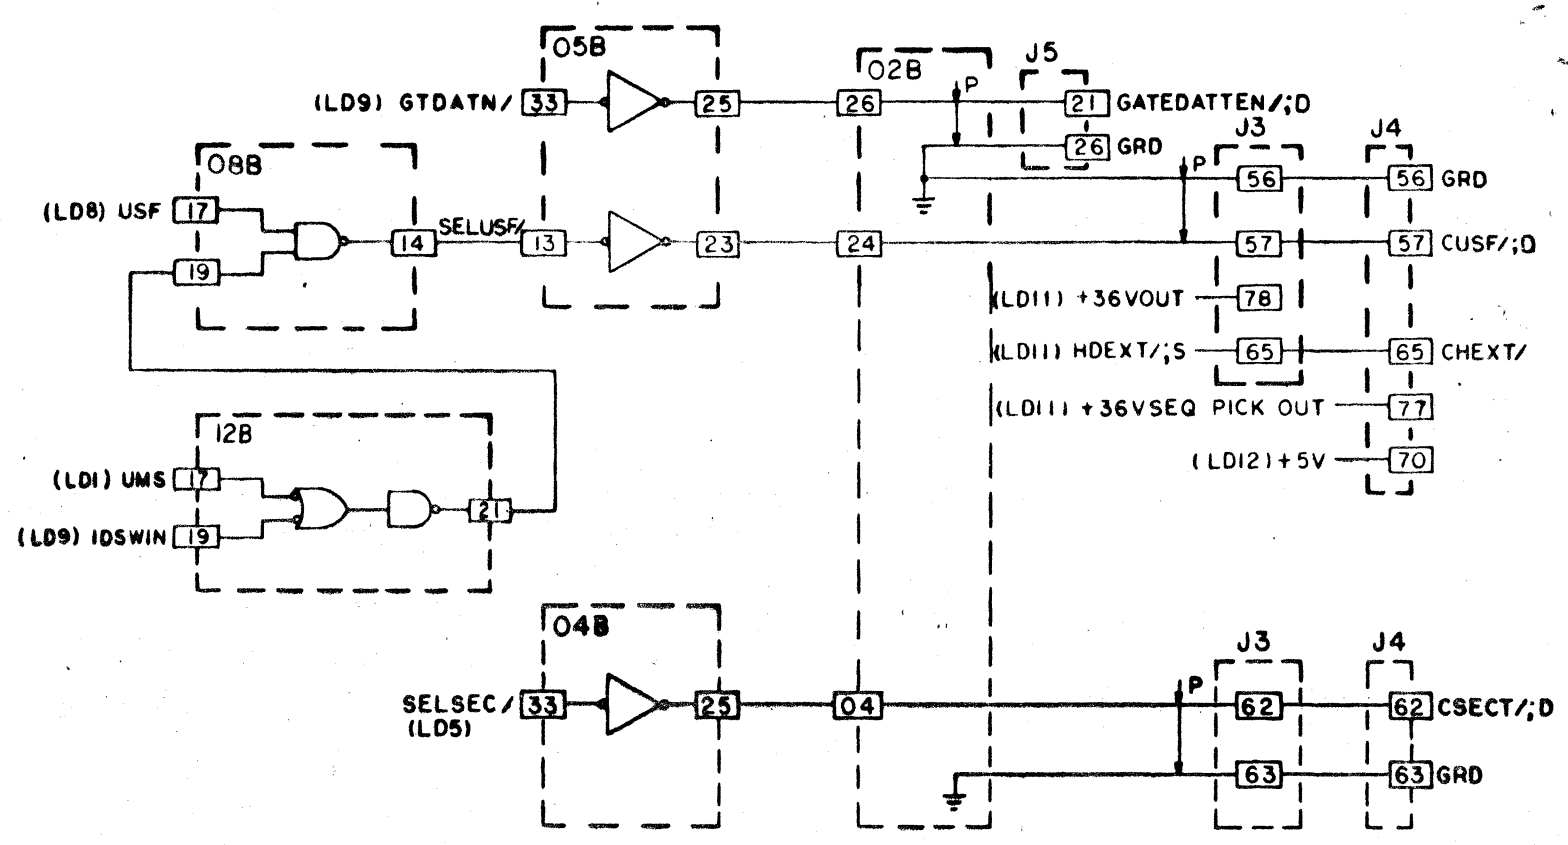 05B
02B
J5
(LD9) GTDATN/ 33
25
26
P
21 GATEDATTEN/;D
26 GRD
J3
J4
08B
P
56
56 GRD
(LD8) USF 17
14
SELUSF/
13
23
24
57
57 CUSF/;D
19
(LD11) +36VOUT 78
(LD11) HDEXT/;S 65
65 CHEXT/
(LD11) +36VSEQ PICK OUT 77
12B
(LD12)+5V 70
(LD1) UMS 17
21
(LD9) IDSWIN 19
04B
J3
J4
SELSEC/ 33
(LD5)
25
04
P
62
62 CSECT/;D
63
63 GRD